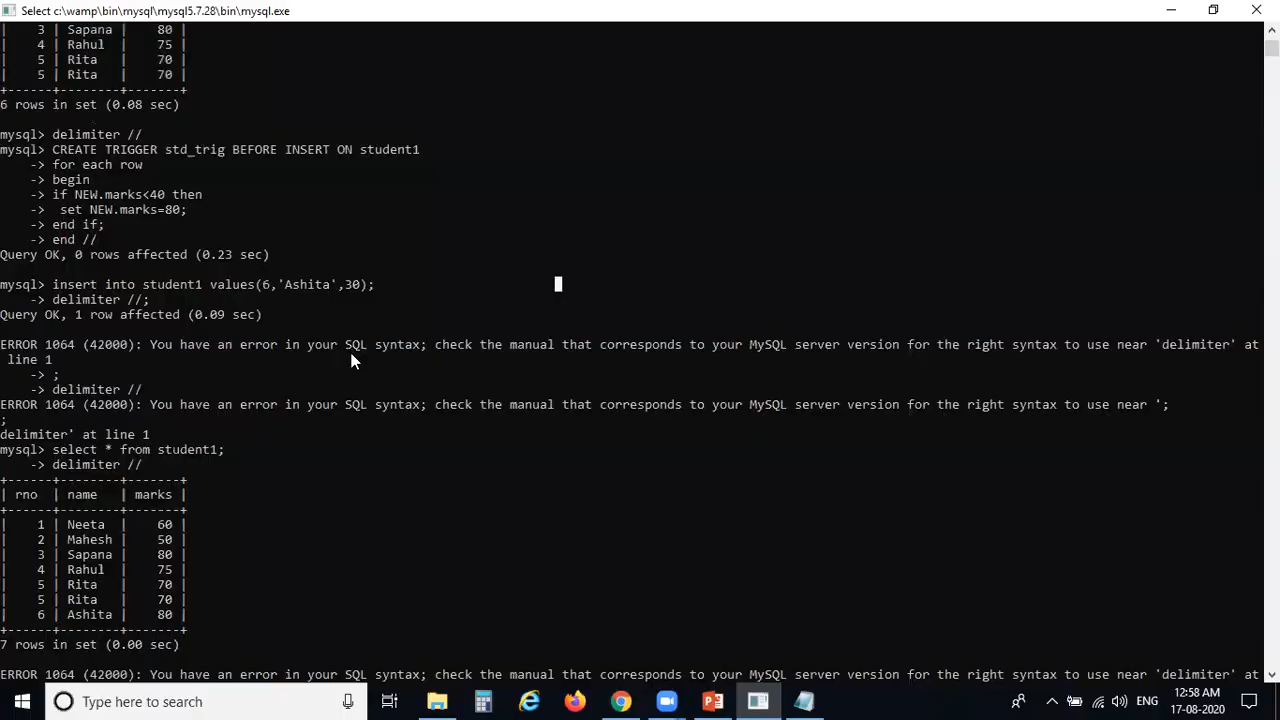 Select c:\wamp\bin\mysql\mysql5.7.28\bin\mysql.exe
|    3 | Sapana |    80 |
|    4 | Rahul  |    75 |
|    5 | Rita   |    70 |
|    5 | Rita   |    70 |
+------+--------+-------+
6 rows in set (0.08 sec)
mysql> delimiter //
mysql> CREATE TRIGGER std_trig BEFORE INSERT ON student1
    -> for each row
    -> begin
    -> if NEW.marks<40 then
    ->  set NEW.marks=80;
    -> end if;
    -> end //
Query OK, 0 rows affected (0.23 sec)
mysql> insert into student1 values(6,'Ashita',30);
    -> delimiter //;
Query OK, 1 row affected (0.09 sec)
ERROR 1064 (42000): You have an error in your SQL syntax; check the manual that corresponds to your MySQL server version for the right syntax to use near 'delimiter' at
 line 1
    -> ;
    -> delimiter //
ERROR 1064 (42000): You have an error in your SQL syntax; check the manual that corresponds to your MySQL server version for the right syntax to use near ';
;
delimiter' at line 1
mysql> select * from student1;
    -> delimiter //
+------+--------+-------+
| rno  | name   | marks |
+------+--------+-------+
|    1 | Neeta  |    60 |
|    2 | Mahesh |    50 |
|    3 | Sapana |    80 |
|    4 | Rahul  |    75 |
|    5 | Rita   |    70 |
|    5 | Rita   |    70 |
|    6 | Ashita |    80 |
+------+--------+-------+
7 rows in set (0.00 sec)
ERROR 1064 (42000): You have an error in your SQL syntax; check the manual that corresponds to your MySQL server version for the right syntax to use near 'delimiter' at
Type here to search
ENG
12:58 AM
17-08-2020